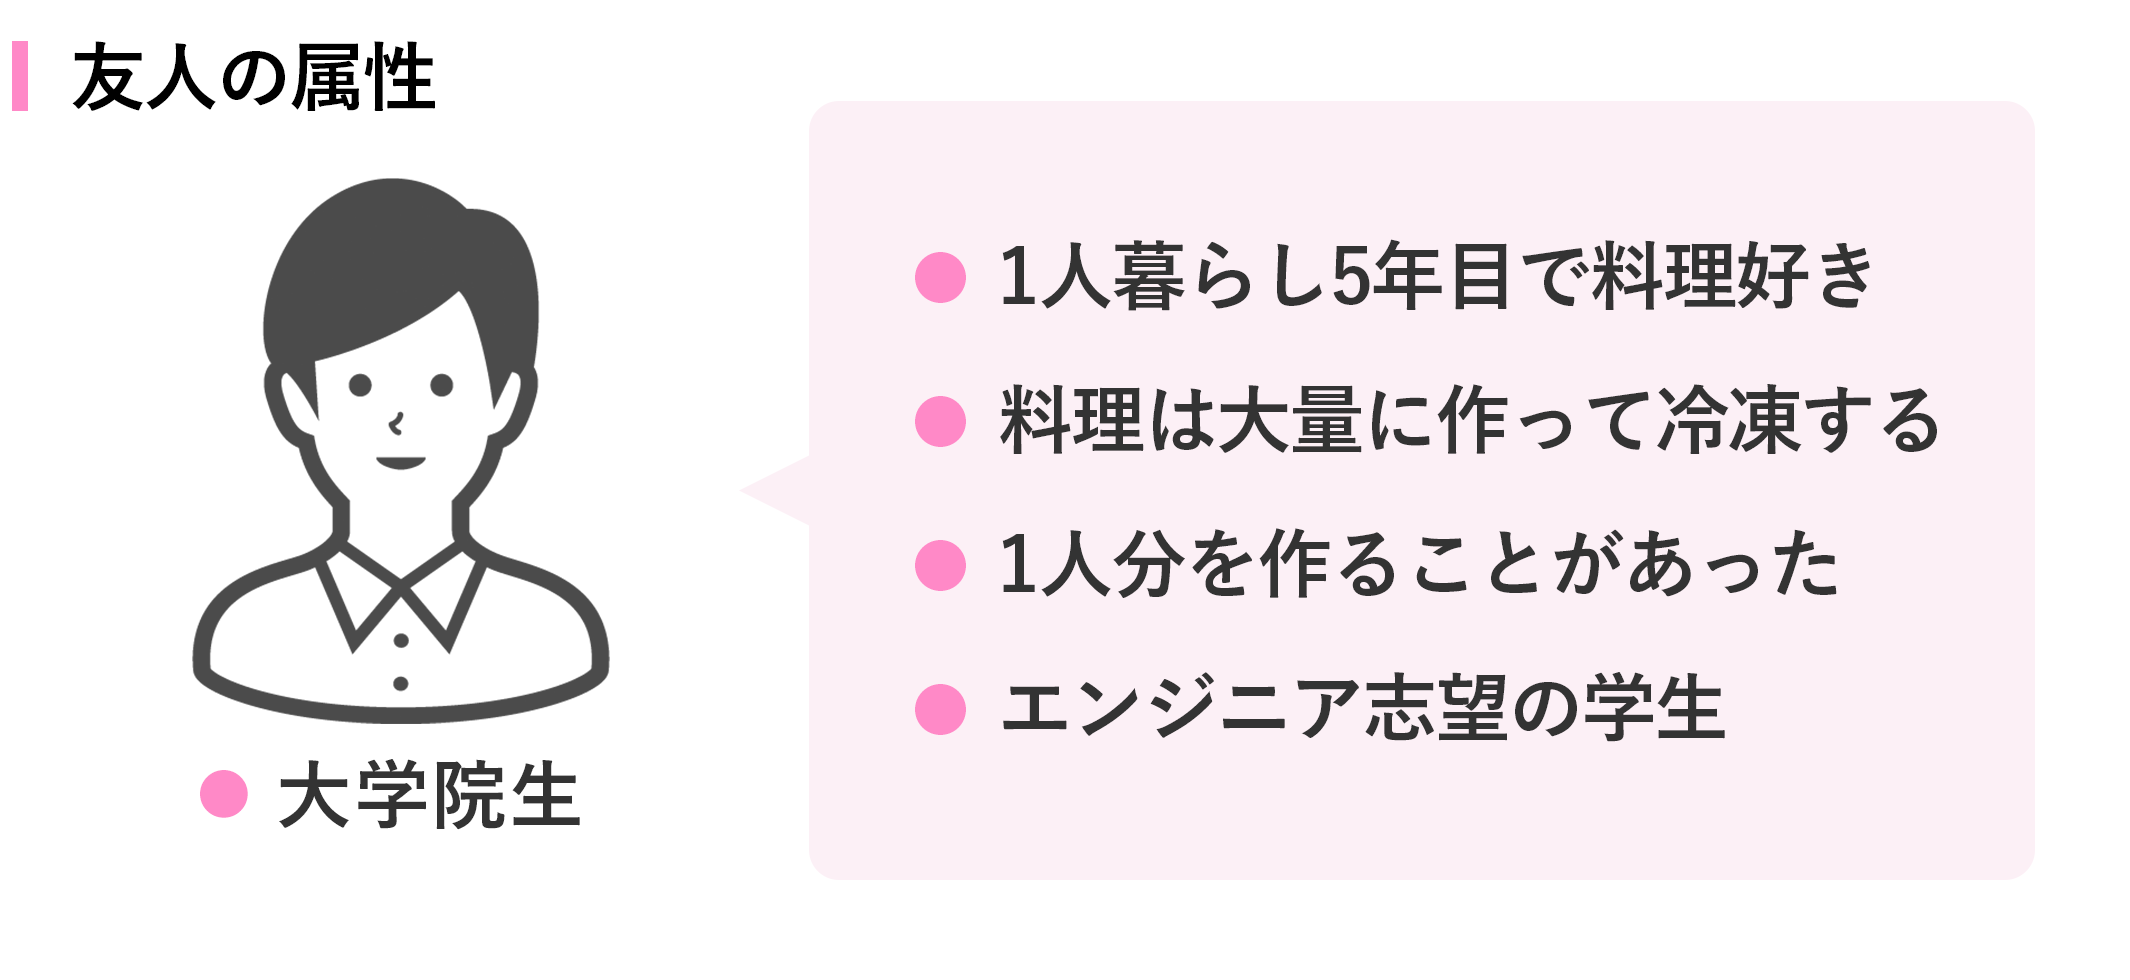 友人の属性
1人暮らし5年目で料理好き
料理は大量に作って冷凍する
1人分を作ることがあった
エンジニア志望の学生
大学院生